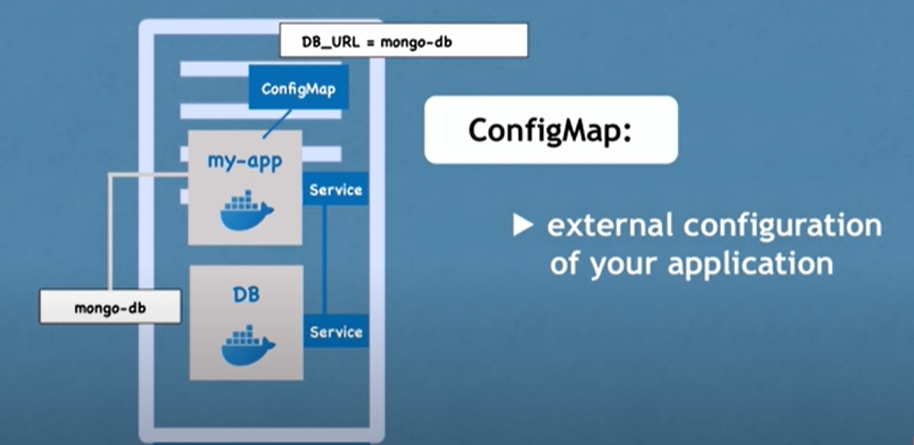 DB_URL = mongo-db
ConfigMap
ConfigMap:
my-app
Service
external configuration
of your application
DB
mongo-db
Service